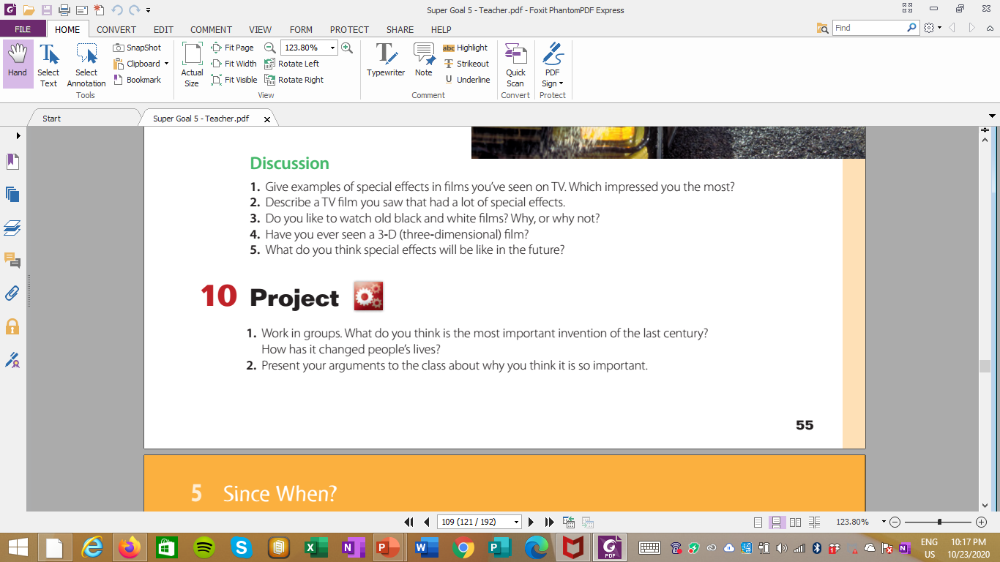 Super Goal 5 - Teacher.pdf - Foxit PhantomPDF Express
FILE HOME CONVERT EDIT COMMENT VIEW FORM PROTECT SHARE HELP Find
Hand
Select Text
Select Annotation
SnapShot
Clipboard
Bookmark
Tools
Actual Size
Fit Page
Fit Width
Fit Visible
123.80%
Rotate Left
Rotate Right
View
Typewriter
Note
abc Highlight
T Strikeout
U Underline
Comment
Quick Scan
Convert
PDF Sign
Protect
Start
Super Goal 5 - Teacher.pdf x
Discussion
1. Give examples of special effects in films you’ve seen on TV. Which impressed you the most?
2. Describe a TV film you saw that had a lot of special effects.
3. Do you like to watch old black and white films? Why, or why not?
4. Have you ever seen a 3-D (three-dimensional) film?
5. What do you think special effects will be like in the future?
10 Project
1. Work in groups. What do you think is the most important invention of the last century?
How has it changed people’s lives?
2. Present your arguments to the class about why you think it is so important.
55
5 Since When?
109 (121 / 192)
123.80%
ENG 10:17 PM
US 10/23/2020